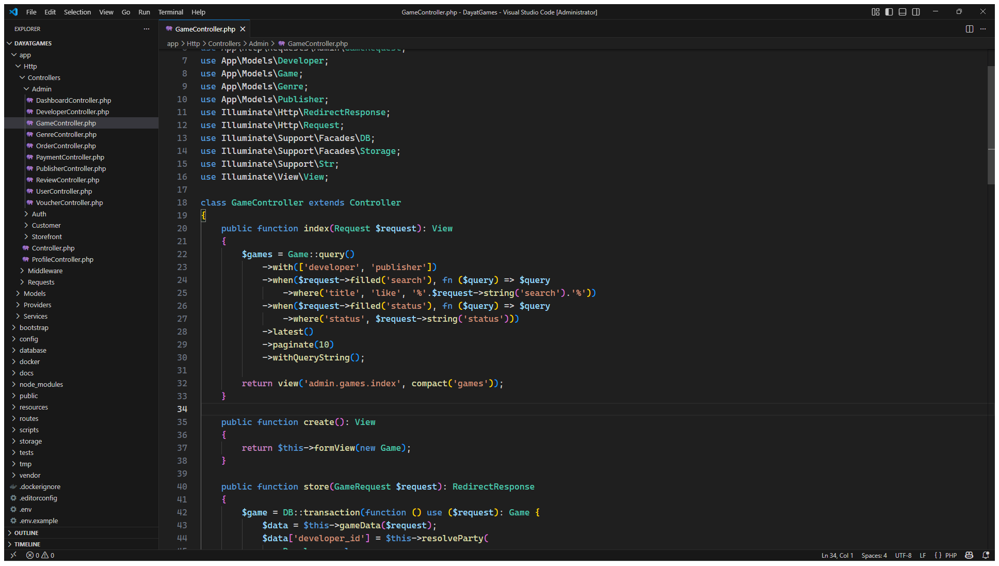 File Edit Selection View Go Run Terminal Help
GameController.php - DayatGames - Visual Studio Code [Administrator]
EXPLORER
DAYATGAMES
app
Http
Controllers
Admin
DashboardController.php
DeveloperController.php
GameController.php
GenreController.php
OrderController.php
PaymentController.php
PublisherController.php
ReviewController.php
UserController.php
VoucherController.php
Auth
Customer
Storefront
Controller.php
ProfileController.php
Middleware
Requests
Models
Providers
Services
bootstrap
config
database
docker
docs
node_modules
public
resources
routes
scripts
storage
tests
tmp
vendor
.dockerignore
.editorconfig
.env
.env.example
OUTLINE
TIMELINE
GameController.php
app > Http > Controllers > Admin > GameController.php
6 use App\Http\Requests\Admin\GameRequest;
7 use App\Models\Developer;
8 use App\Models\Game;
9 use App\Models\Genre;
10 use App\Models\Publisher;
11 use Illuminate\Http\RedirectResponse;
12 use Illuminate\Http\Request;
13 use Illuminate\Support\Facades\DB;
14 use Illuminate\Support\Facades\Storage;
15 use Illuminate\Support\Str;
16 use Illuminate\View\View;
17
18 class GameController extends Controller
19 {
20     public function index(Request $request): View
21     {
22         $games = Game::query()
23             ->with(['developer', 'publisher'])
24             ->when($request->filled('search'), fn ($query) => $query
25                 ->where('title', 'like', '%'.$request->string('search').'%'))
26             ->when($request->filled('status'), fn ($query) => $query
27                 ->where('status', $request->string('status')))
28             ->latest()
29             ->paginate(10)
30             ->withQueryString();
31
32         return view('admin.games.index', compact('games'));
33     }
34
35     public function create(): View
36     {
37         return $this->formView(new Game);
38     }
39
40     public function store(GameRequest $request): RedirectResponse
41     {
42         $game = DB::transaction(function () use ($request): Game {
43             $data = $this->gameData($request);
44             $data['developer_id'] = $this->resolveParty(
0 0
Ln 34, Col 1 Spaces: 4 UTF-8 LF { } PHP